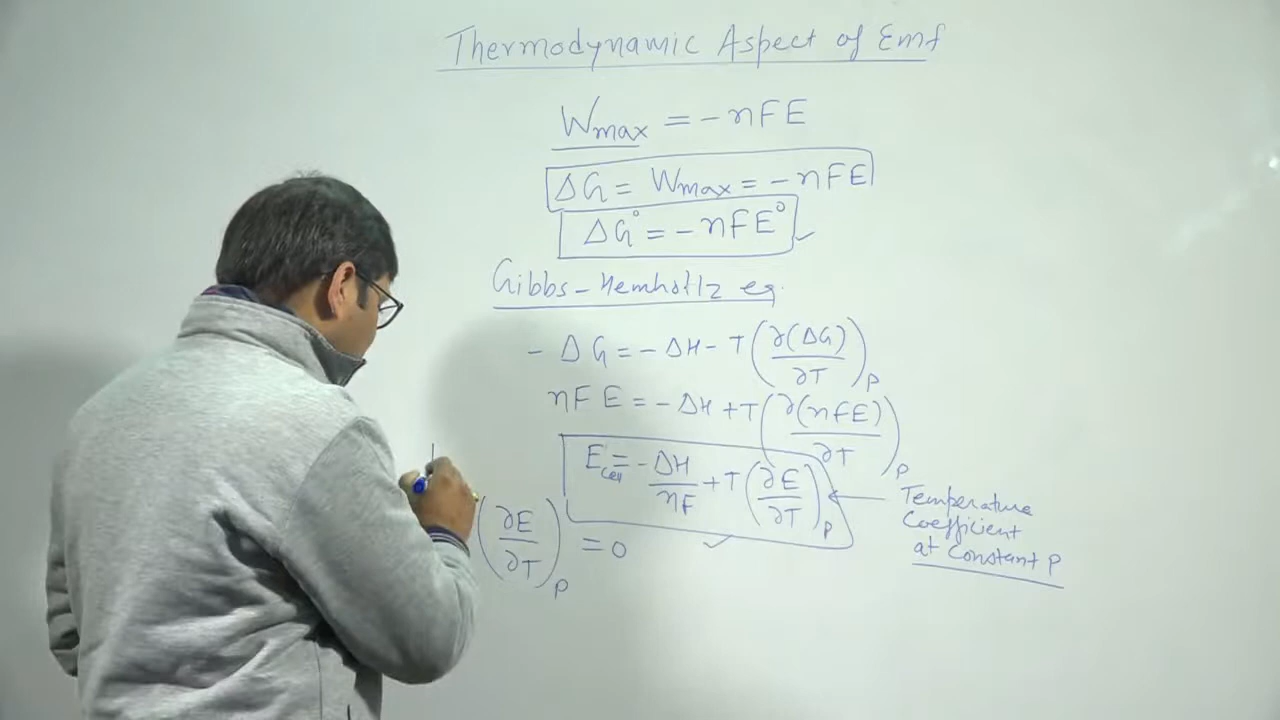 Thermodynamic Aspect of Emf
Wmax = -nFE
ΔG = Wmax = -nFE
ΔG° = -nFE°
Gibbs-Hemholtz eq.
-ΔG = -ΔH - T(∂(ΔG)/∂T)P
nFE = -ΔH + T(∂(nFE)/∂T)P
Ecell = -ΔH/nF + T(∂E/∂T)P
Temperature
Coefficient
at Constant P
(∂E/∂T)P = 0